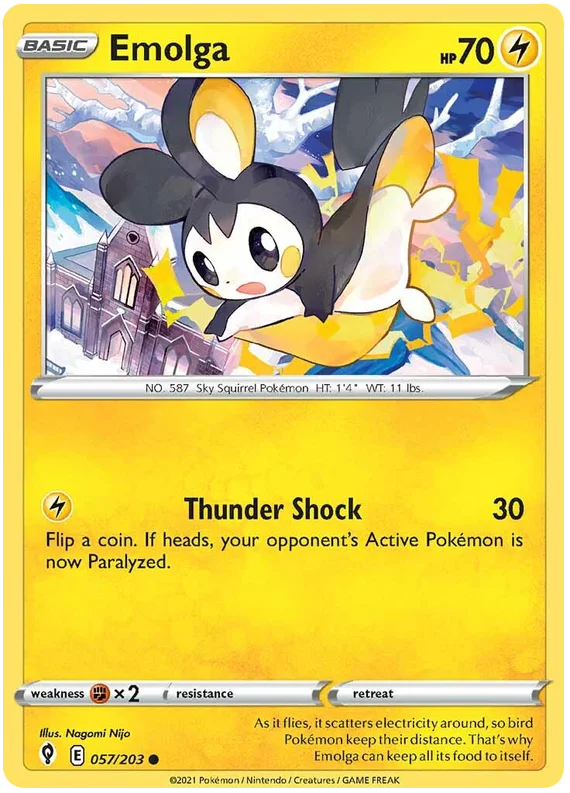 BASIC Emolga HP 70
NO. 587 Sky Squirrel Pokémon HT: 1'4" WT: 11 lbs.
Thunder Shock 30
Flip a coin. If heads, your opponent's Active Pokémon is
now Paralyzed.
weakness ×2 resistance retreat
Illus. Nagomi Nijo
As it flies, it scatters electricity around, so bird
Pokémon keep their distance. That's why
Emolga can keep all its food to itself.
E 057/203
©2021 Pokémon / Nintendo / Creatures / GAME FREAK